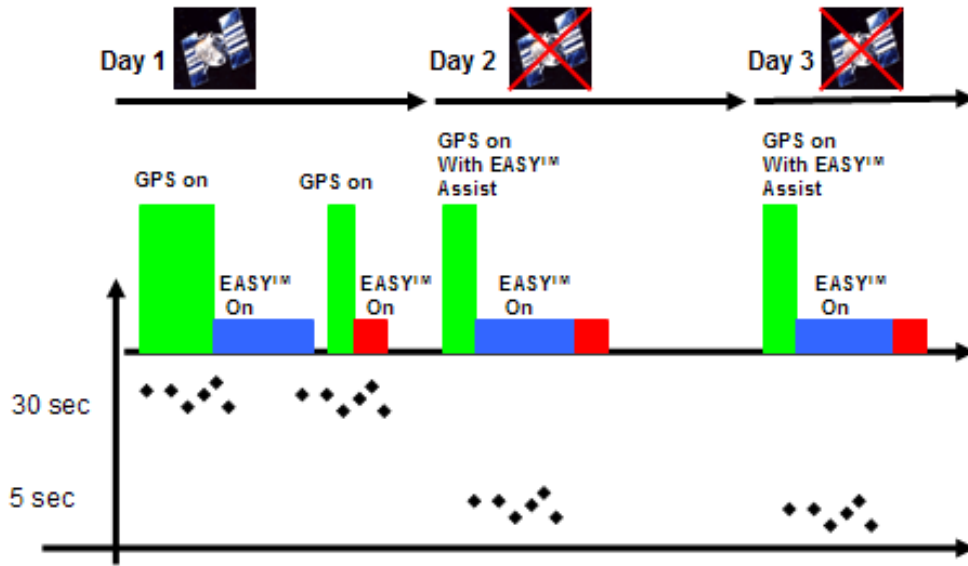 Day 1
Day 2
Day 3
GPS on
GPS on
GPS on
With EASY™
Assist
GPS on
With EASY™
Assist
EASY™
On
EASY™
On
EASY™
On
EASY™
On
30 sec
5 sec